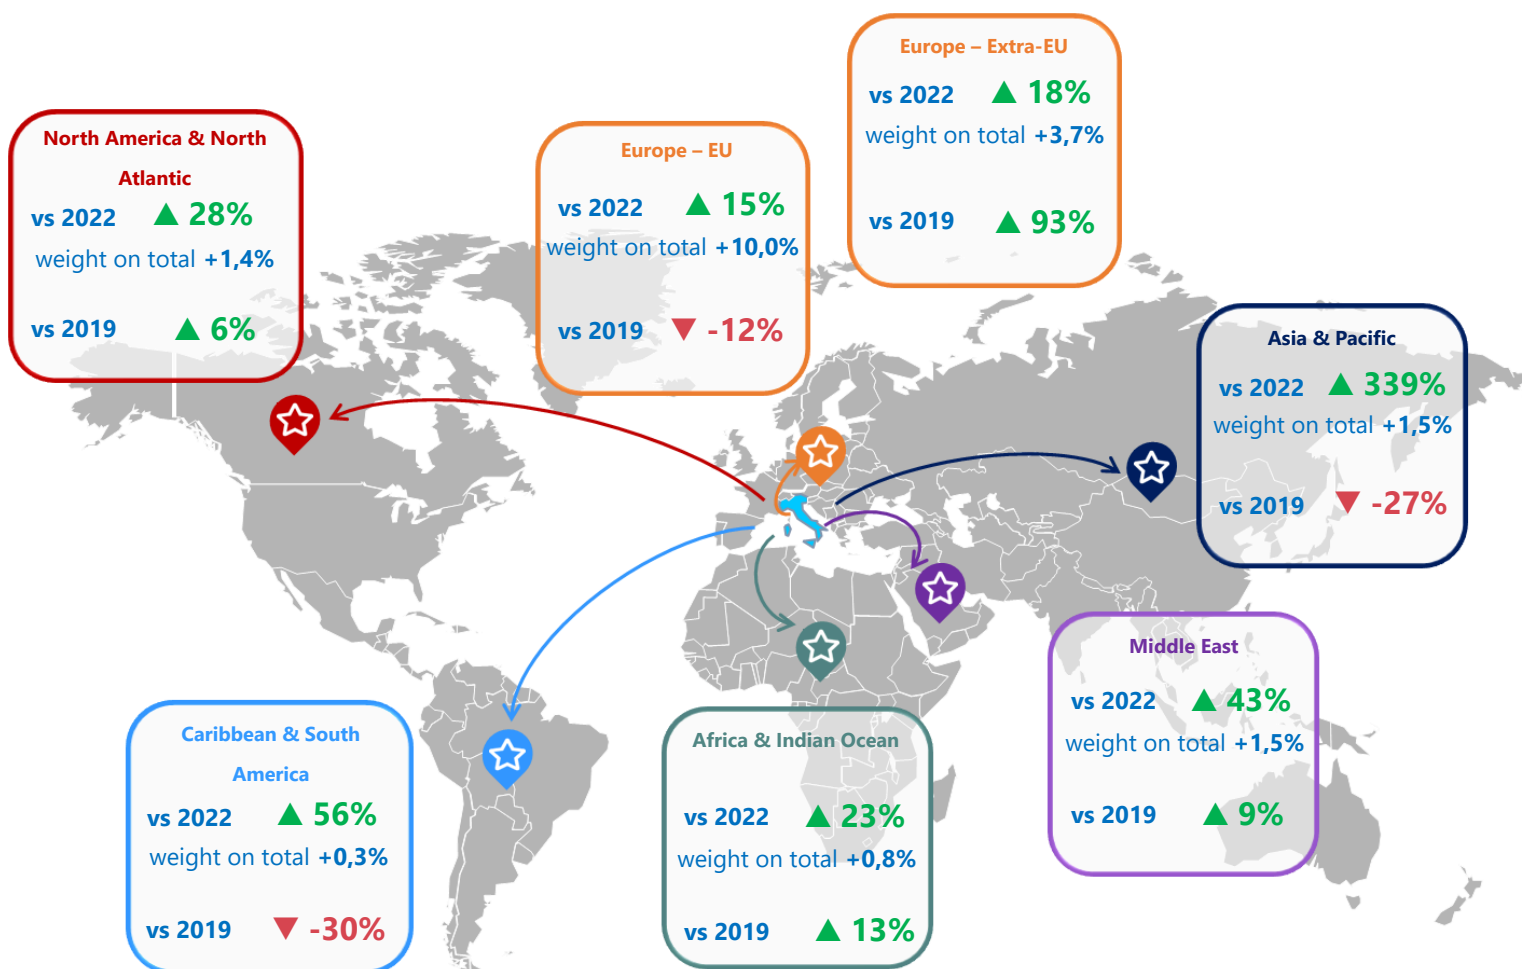 Europe – Extra-EU
vs 2022 ▲ 18%
weight on total +3,7%
vs 2019 ▲ 93%
North America & North
Atlantic
vs 2022 ▲ 28%
weight on total +1,4%
vs 2019 ▲ 6%
Europe – EU
vs 2022 ▲ 15%
weight on total +10,0%
vs 2019 ▼ -12%
Asia & Pacific
vs 2022 ▲ 339%
weight on total +1,5%
vs 2019 ▼ -27%
Middle East
vs 2022 ▲ 43%
weight on total +1,5%
vs 2019 ▲ 9%
Caribbean & South
America
vs 2022 ▲ 56%
weight on total +0,3%
vs 2019 ▼ -30%
Africa & Indian Ocean
vs 2022 ▲ 23%
weight on total +0,8%
vs 2019 ▲ 13%